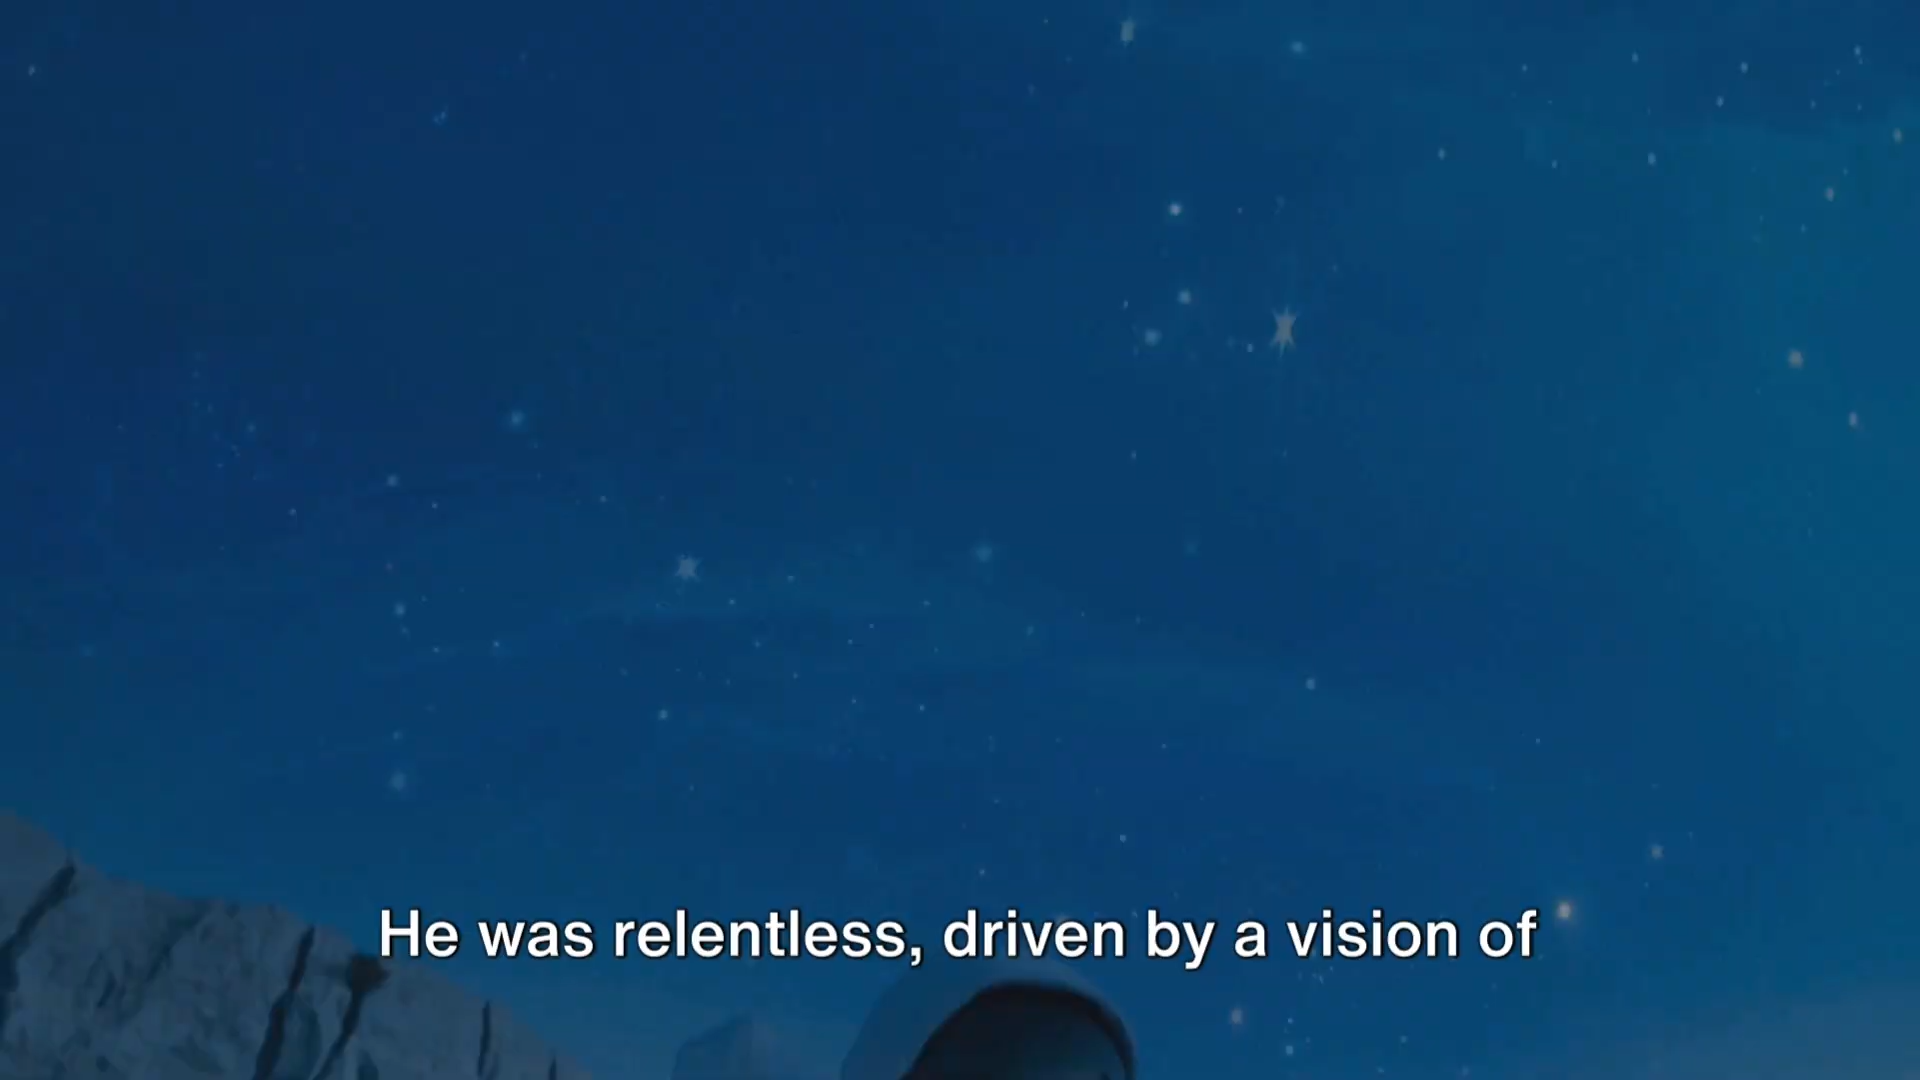 He was relentless, driven by a vision of